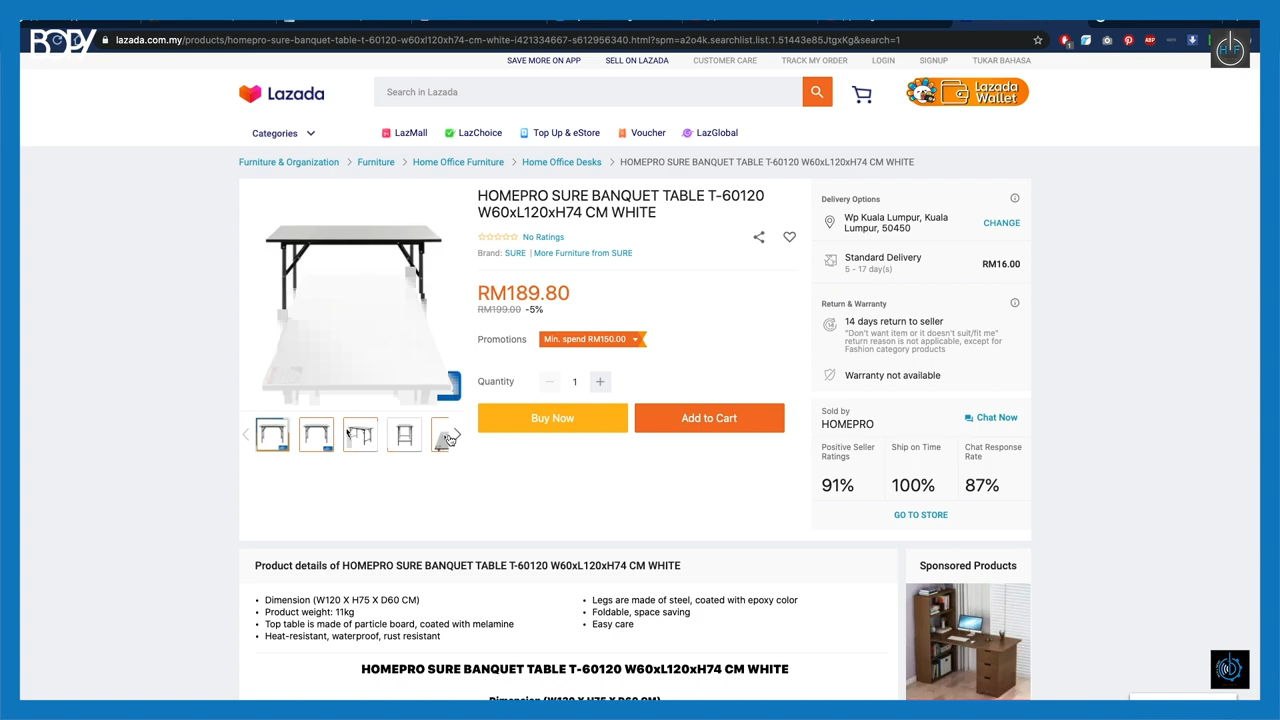 BODY
lazada.com.my/products/homepro-sure-banquet-table-t-60120-w60xl120xh74-cm-white-i421334667-s612956340.html?spm=a2o4k.searchlist.list.1.51443e85JtgxKg&search=1
SAVE MORE ON APP
SELL ON LAZADA
CUSTOMER CARE
TRACK MY ORDER
LOGIN
SIGNUP
TUKAR BAHASA
Lazada
Search in Lazada
Lazada
Wallet
Categories
LazMall
LazChoice
Top Up & eStore
Voucher
LazGlobal
Furniture & Organization > Furniture > Home Office Furniture > Home Office Desks > HOMEPRO SURE BANQUET TABLE T-60120 W60xL120xH74 CM WHITE
HOMEPRO SURE BANQUET TABLE T-60120
W60xL120xH74 CM WHITE
No Ratings
Brand: SURE | More Furniture from SURE
RM189.80
RM199.00 -5%
Promotions
Min. spend RM150.00
Quantity
1
Buy Now
Add to Cart
Delivery Options
Wp Kuala Lumpur, Kuala
Lumpur, 50450
CHANGE
Standard Delivery
5 - 17 day(s)
RM16.00
Return & Warranty
14 days return to seller
"Don't want item or it doesn't suit/fit me"
return reason is not applicable, except for
Fashion category products
Warranty not available
Sold by
HOMEPRO
Chat Now
Positive Seller
Ratings
91%
Ship on Time
100%
Chat Response
Rate
87%
GO TO STORE
Product details of HOMEPRO SURE BANQUET TABLE T-60120 W60xL120xH74 CM WHITE
• Dimension (W120 X H75 X D60 CM)
• Product weight: 11kg
• Top table is made of particle board, coated with melamine
• Heat-resistant, waterproof, rust resistant
• Legs are made of steel, coated with epoxy color
• Foldable, space saving
• Easy care
HOMEPRO SURE BANQUET TABLE T-60120 W60xL120xH74 CM WHITE
Dimension (W120 X H75 X D60 CM)
Sponsored Products